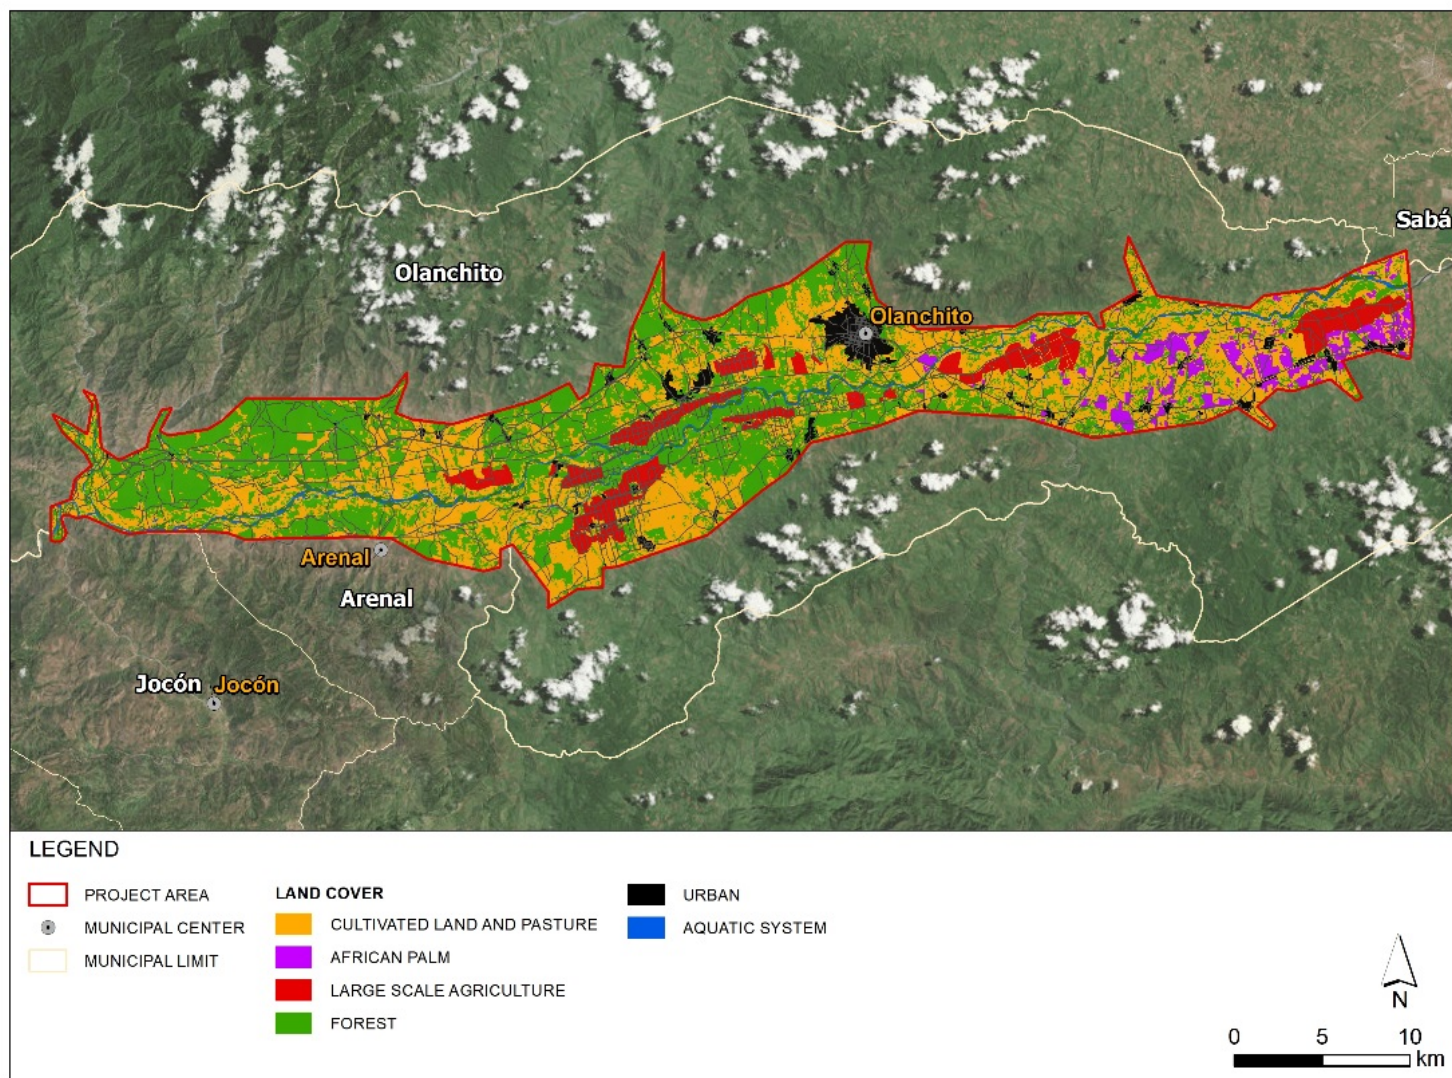 Sabá
Olanchito
Olanchito
Arenal
Arenal
Jocón Jocón
LEGEND
PROJECT AREA
MUNICIPAL CENTER
MUNICIPAL LIMIT
LAND COVER
CULTIVATED LAND AND PASTURE
AFRICAN PALM
LARGE SCALE AGRICULTURE
FOREST
URBAN
AQUATIC SYSTEM
N
0 5 10
km